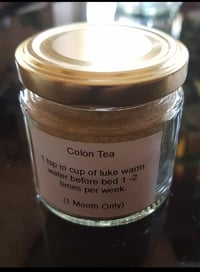 Colon Tea
1 tsp in cup of luke warm
water before bed 1 -2
times per week.
(1 Month Only)